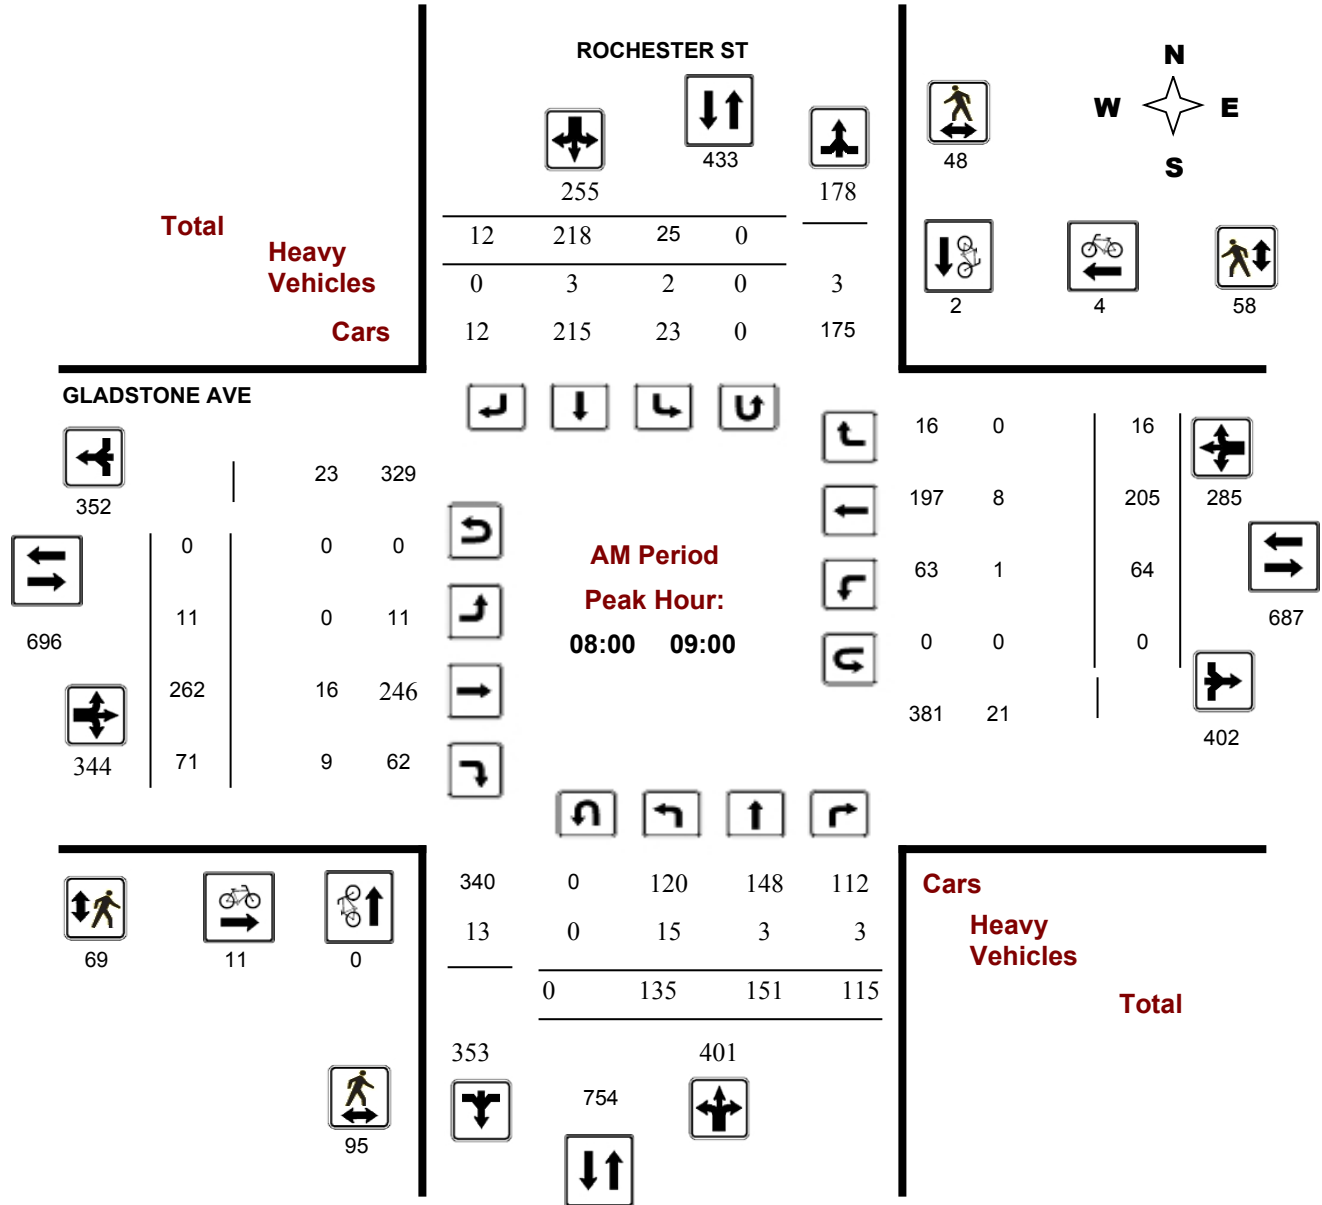 ROCHESTER ST
N
W E
S
433
48
255
178
Total
12 218 25 0
Heavy
Vehicles
0 3 2 0 3
2 4 58
Cars
12 215 23 0 175
GLADSTONE AVE
16 0 16
23 329
352
197 8 205 285
0 0 0
AM Period
63 1 64
Peak Hour:
11 0 11
687
696
08:00 09:00
0 0 0
262 16 246
381 21
402
344
71 9 62
340 0 120 148 112
Cars
13 0 15 3 3
Heavy
Vehicles
69 11 0
0 135 151 115
Total
353 401
754
95